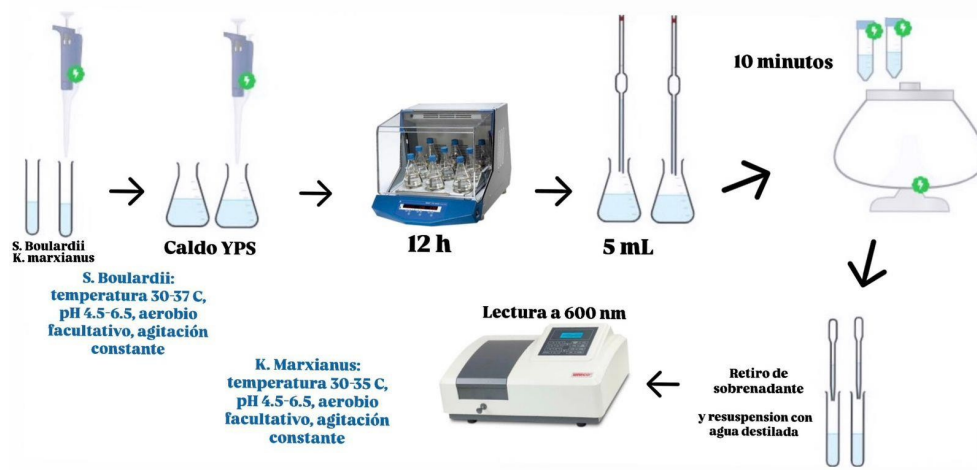 10 minutos
S. Boulardii
K. marxianus
Caldo YPS
12 h
5 mL
S. Boulardii:
temperatura 30-37 C,
pH 4.5-6.5, aerobio
facultativo, agitación
constante
Lectura a 600 nm
K. Marxianus:
temperatura 30-35 C,
pH 4.5-6.5, aerobio
facultativo, agitación
constante
Retiro de
sobrenadante
y resuspension con
agua destilada